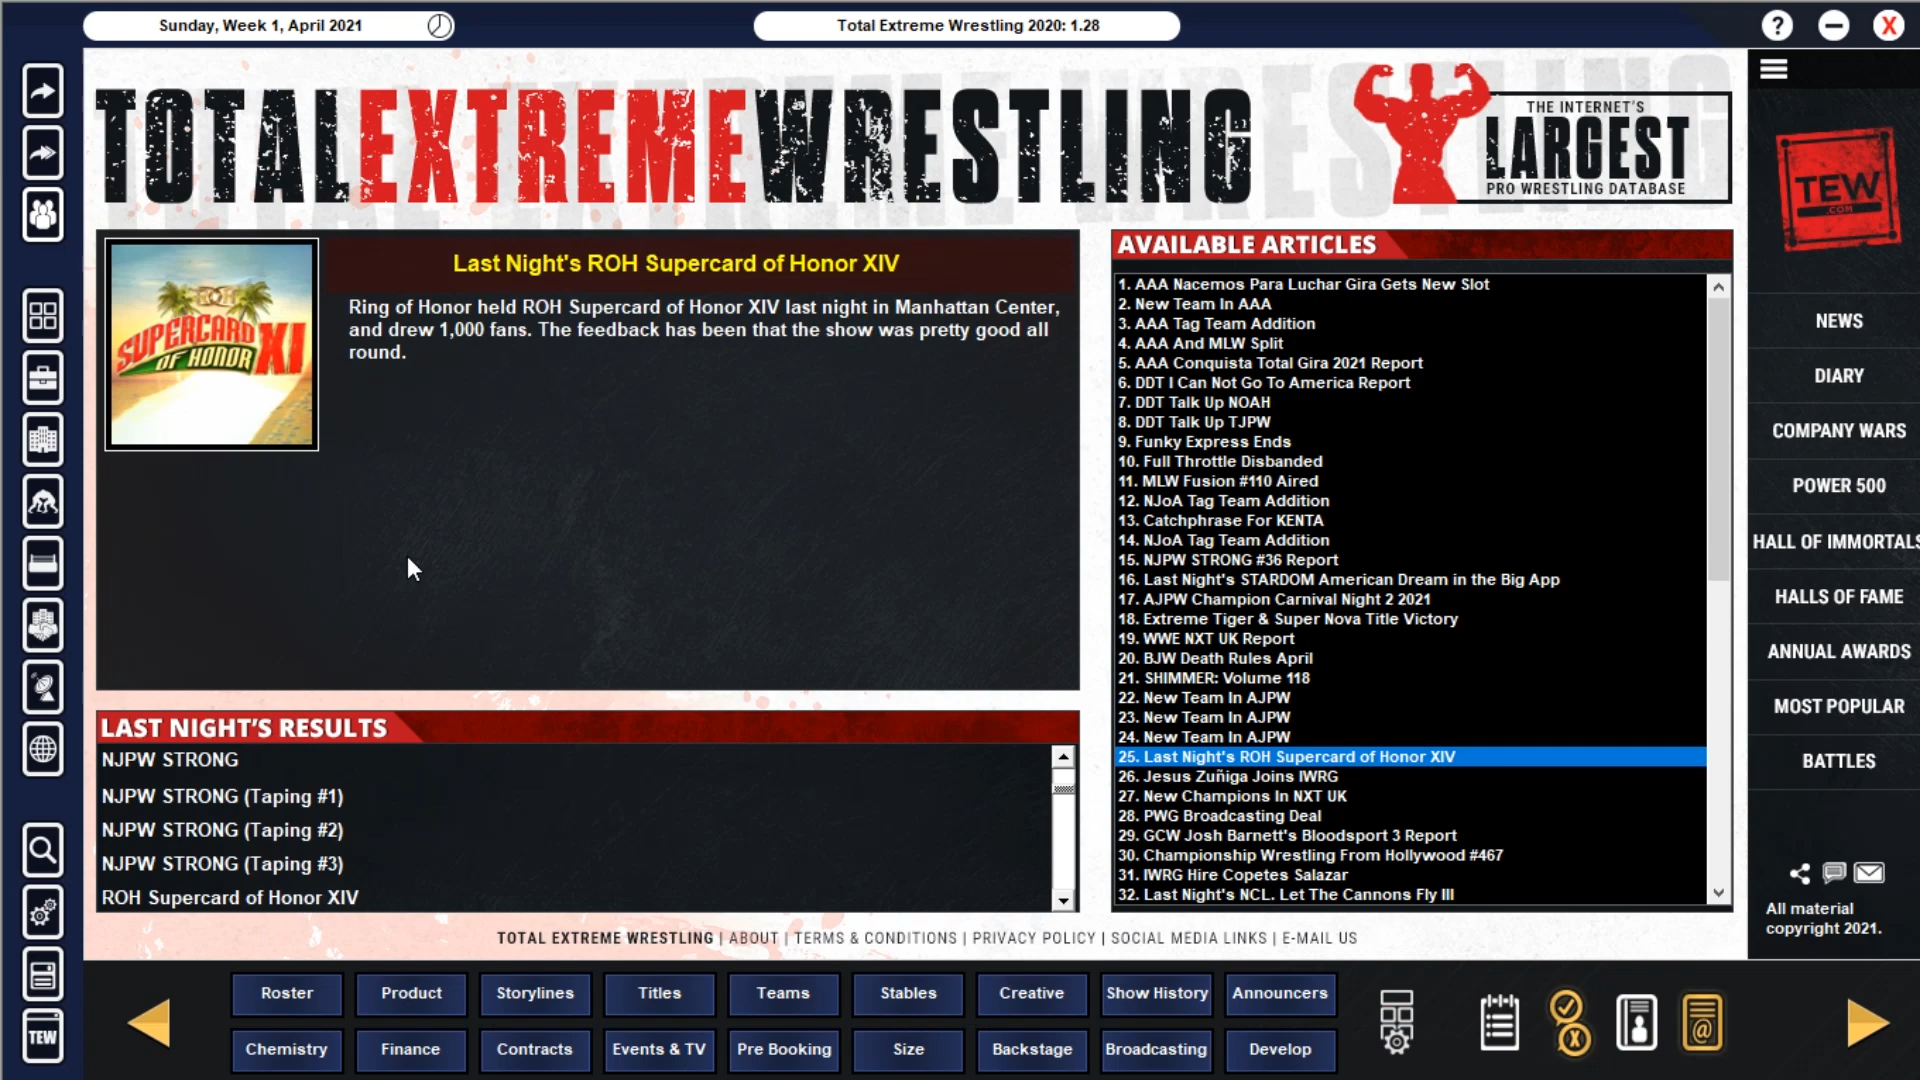 Sunday, Week 1, April 2021
Total Extreme Wrestling 2020: 1.28
?
X
TOTALEXTREMEWRESTLING
THE INTERNET'S
LARGEST
PRO WRESTLING DATABASE
TEW
.COM
Last Night's ROH Supercard of Honor XIV
Ring of Honor held ROH Supercard of Honor XIV last night in Manhattan Center,
and drew 1,000 fans. The feedback has been that the show was pretty good all
round.
ROH
SUPERCARD
OF HONOR XI
AVAILABLE ARTICLES
1. AAA Nacemos Para Luchar Gira Gets New Slot
2. New Team In AAA
3. AAA Tag Team Addition
4. AAA And MLW Split
5. AAA Conquista Total Gira 2021 Report
6. DDT I Can Not Go To America Report
7. DDT Talk Up NOAH
8. DDT Talk Up TJPW
9. Funky Express Ends
10. Full Throttle Disbanded
11. MLW Fusion #110 Aired
12. NJoA Tag Team Addition
13. Catchphrase For KENTA
14. NJoA Tag Team Addition
15. NJPW STRONG #36 Report
16. Last Night's STARDOM American Dream in the Big App
17. AJPW Champion Carnival Night 2 2021
18. Extreme Tiger & Super Nova Title Victory
19. WWE NXT UK Report
20. BJW Death Rules April
21. SHIMMER: Volume 118
22. New Team In AJPW
23. New Team In AJPW
24. New Team In AJPW
25. Last Night's ROH Supercard of Honor XIV
26. Jesus Zuñiga Joins IWRG
27. New Champions In NXT UK
28. PWG Broadcasting Deal
29. GCW Josh Barnett's Bloodsport 3 Report
30. Championship Wrestling From Hollywood #467
31. IWRG Hire Copetes Salazar
32. Last Night's NCL. Let The Cannons Fly III
LAST NIGHT'S RESULTS
NJPW STRONG
NJPW STRONG (Taping #1)
NJPW STRONG (Taping #2)
NJPW STRONG (Taping #3)
ROH Supercard of Honor XIV
NEWS
DIARY
COMPANY WARS
POWER 500
HALL OF IMMORTALS
HALLS OF FAME
ANNUAL AWARDS
MOST POPULAR
BATTLES
All material
copyright 2021.
TOTAL EXTREME WRESTLING | ABOUT | TERMS & CONDITIONS | PRIVACY POLICY | SOCIAL MEDIA LINKS | E-MAIL US
TEW
Roster Product Storylines Titles Teams Stables Creative Show History Announcers
Chemistry Finance Contracts Events & TV Pre Booking Size Backstage Broadcasting Develop